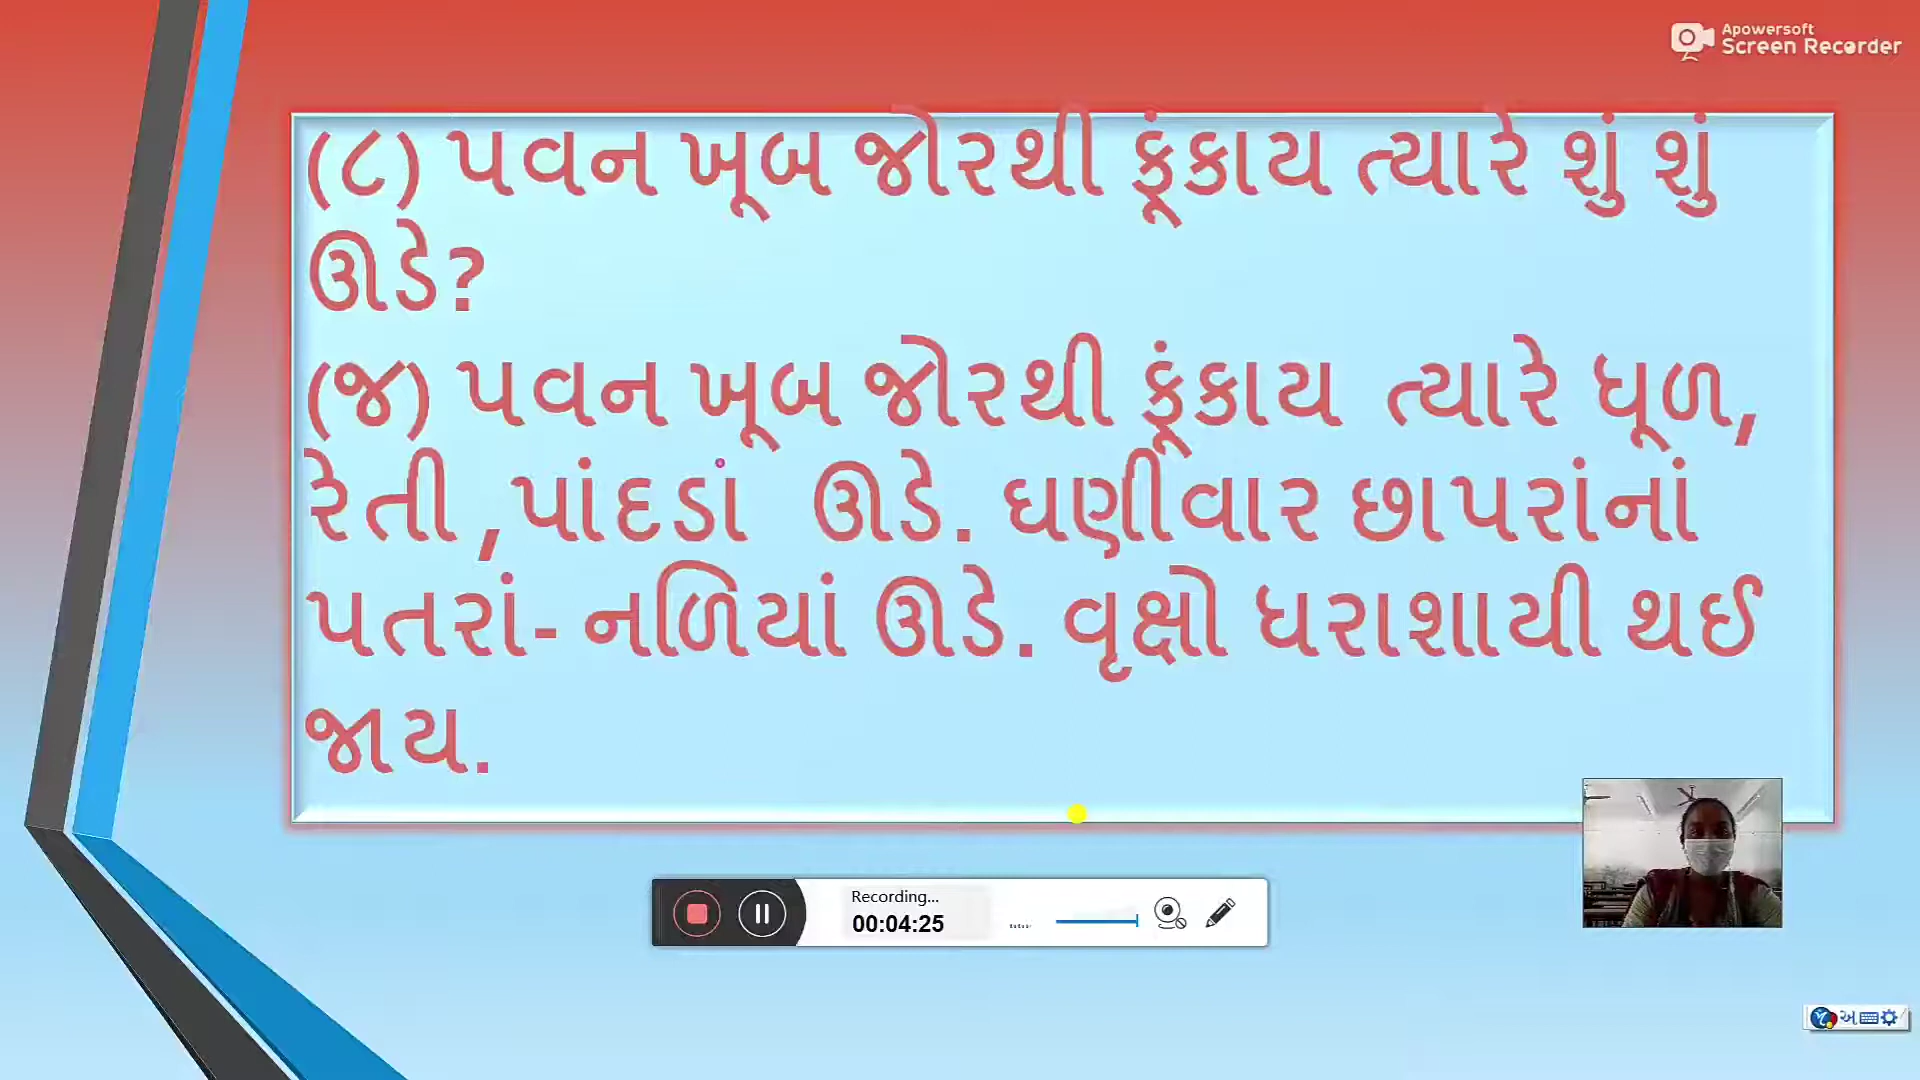 Apowersoft
Screen Recorder
(૮) પવન ખૂબ જોરથી ફૂંકાય ત્યારે શું શું
ઊડે?
(જ) પવન ખૂબ જોરથી ફૂંકાય ત્યારે ધૂળ,
રેતી ,પાંદડાં ઊડે. ઘણીવાર છાપરાંનાં
પતરાં- નળિયાં ઊડે. વૃક્ષો ધરાશાયી થઈ
જાય.
Recording...
00:04:25
અ